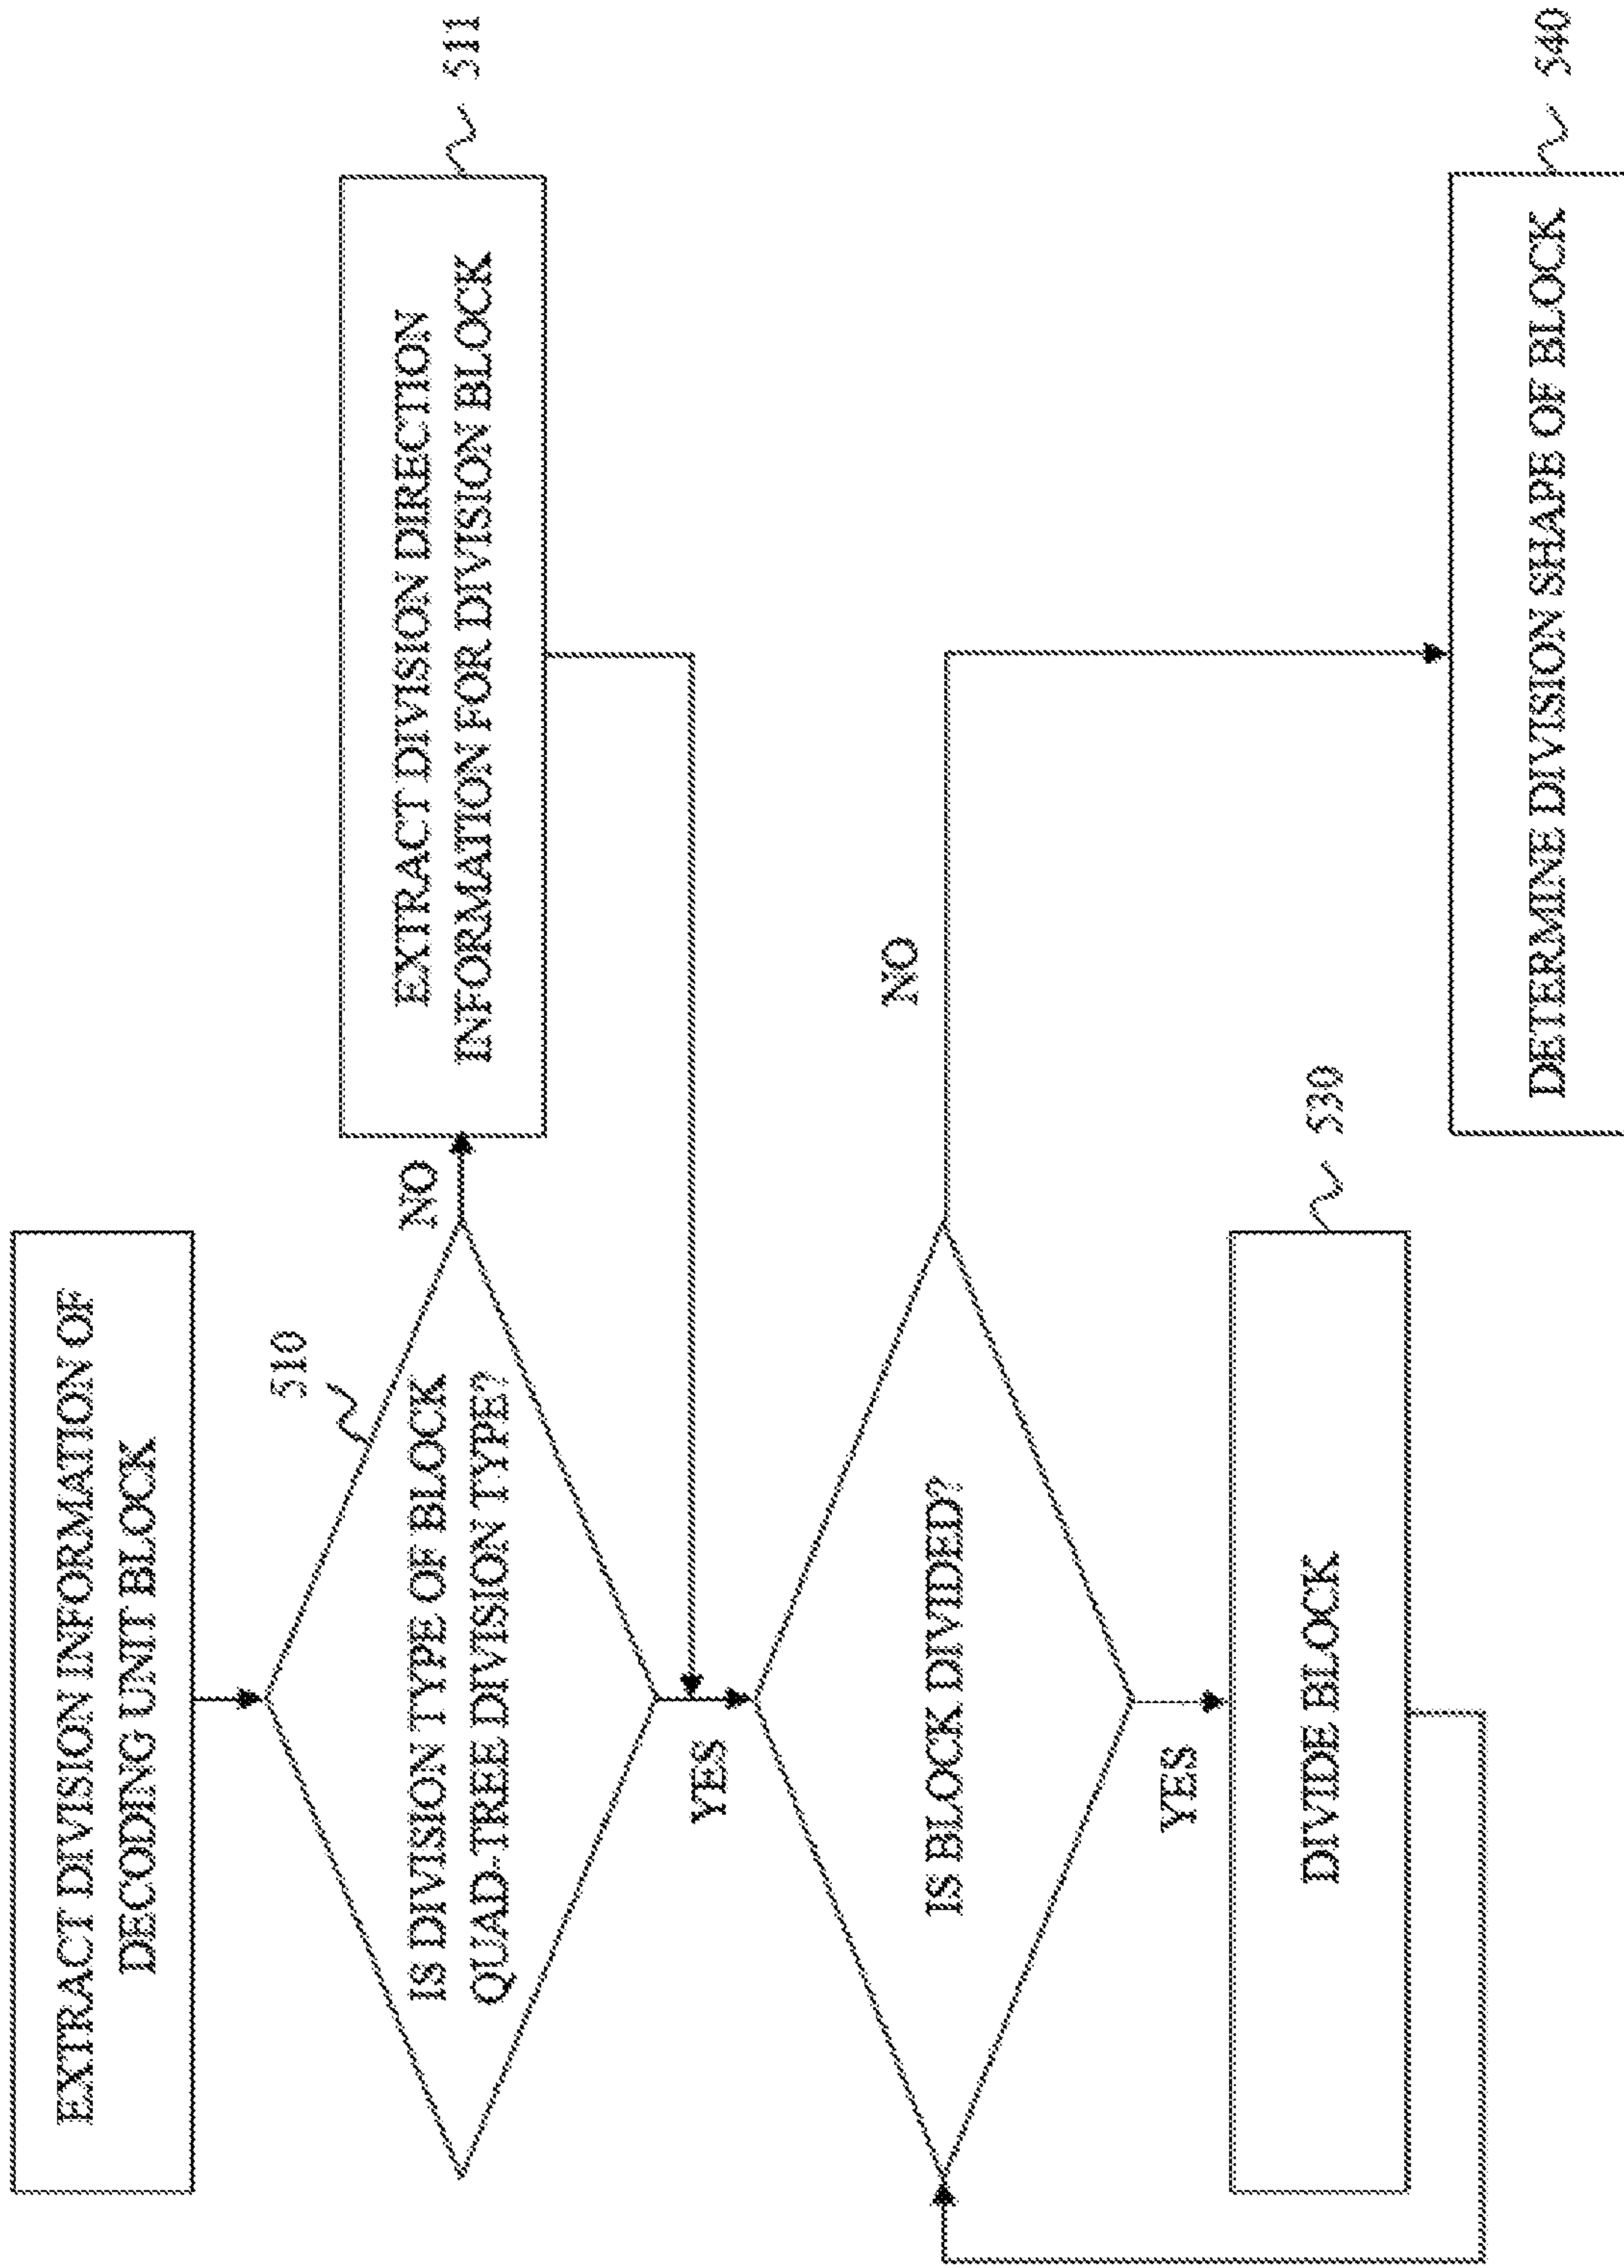 EXTRACT DIVISION INFORMATION OF
DECODING UNIT BLOCK
510
IS DIVISION TYPE OF BLOCK
QUAD-TREE DIVISION TYPE?
NO
EXTRACT DIVISION DIRECTION
INFORMATION FOR DIVISION BLOCK
511
YES
IS BLOCK DIVIDED?
NO
YES
DIVIDE BLOCK
530
DETERMINE DIVISION SHAPE OF BLOCK
540